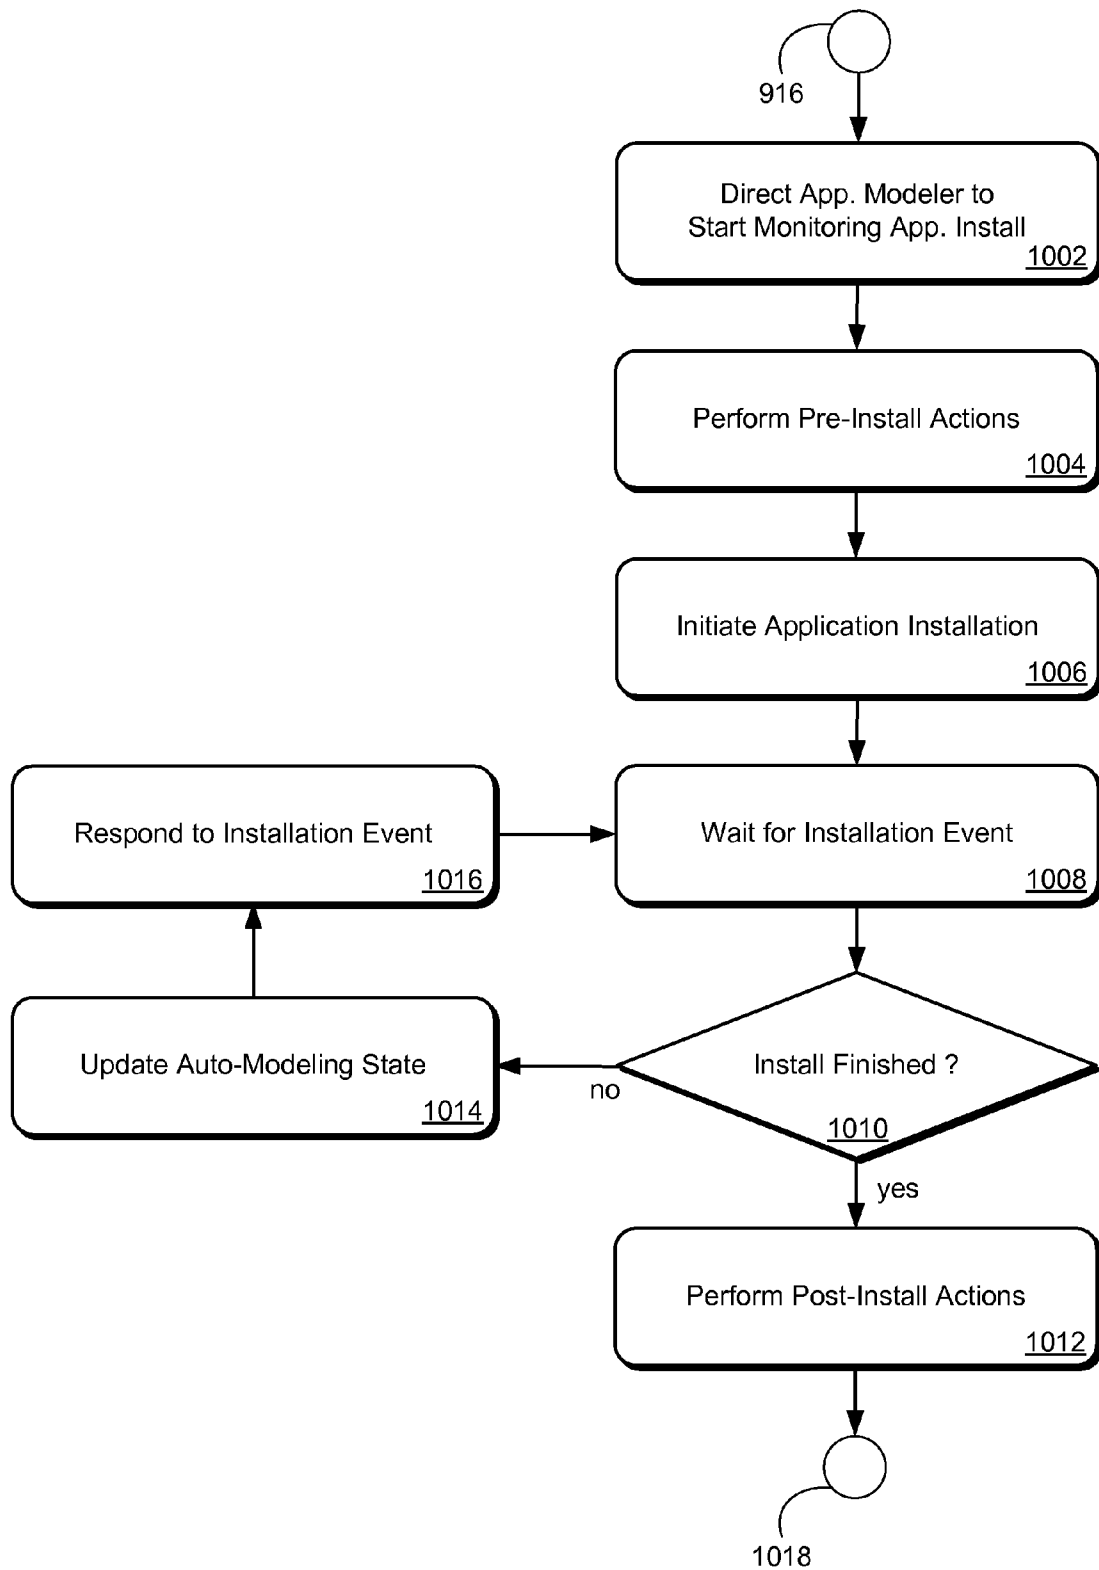 916
Direct App. Modeler to
Start Monitoring App. Install
1002
Perform Pre-Install Actions
1004
Initiate Application Installation
1006
Respond to Installation Event
1016
Wait for Installation Event
1008
Update Auto-Modeling State
1014
no
Install Finished ?
1010
yes
Perform Post-Install Actions
1012
1018